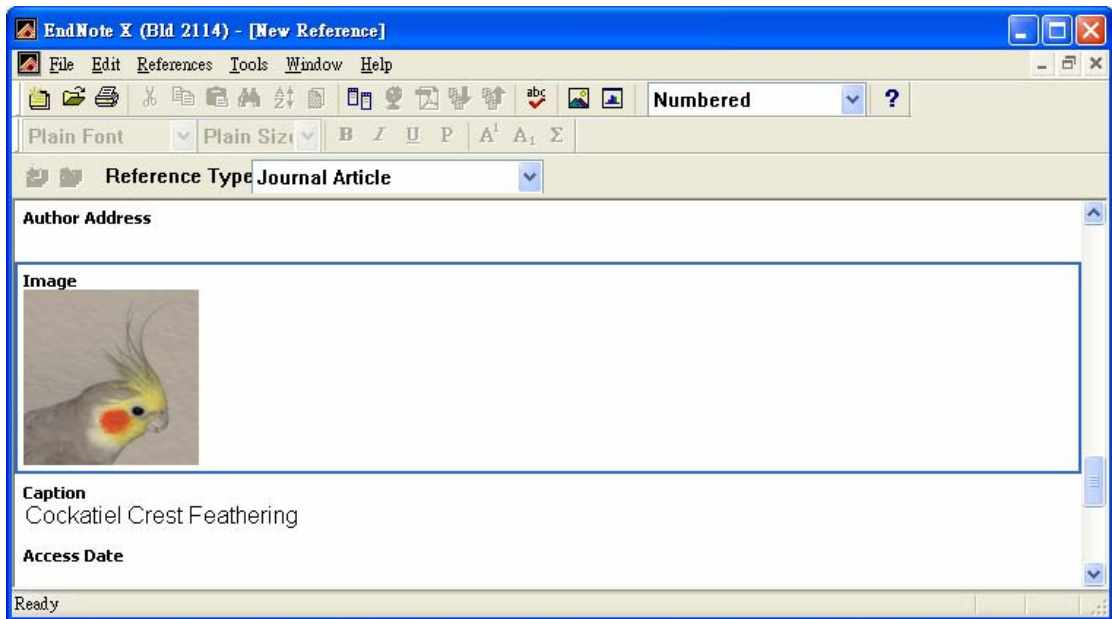 EndNote X (Bld 2114) - [New Reference]
File Edit References Tools Window Help
abc Numbered ?
Plain Font Plain Size B I U P A¹ A₁ Σ
Reference Type Journal Article
Author Address
Image
Caption
Cockatiel Crest Feathering
Access Date
Ready